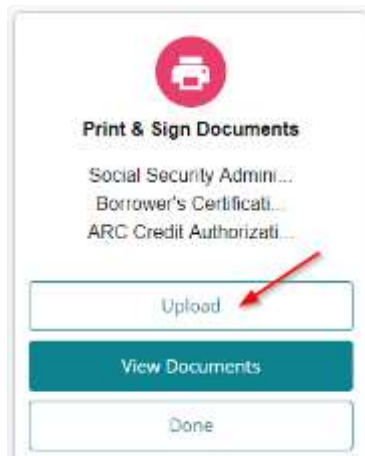 Print & Sign Documents
Social Security Admini...
Borrower's Certificati...
ARC Credit Authorizati...
Upload
View Documents
Done